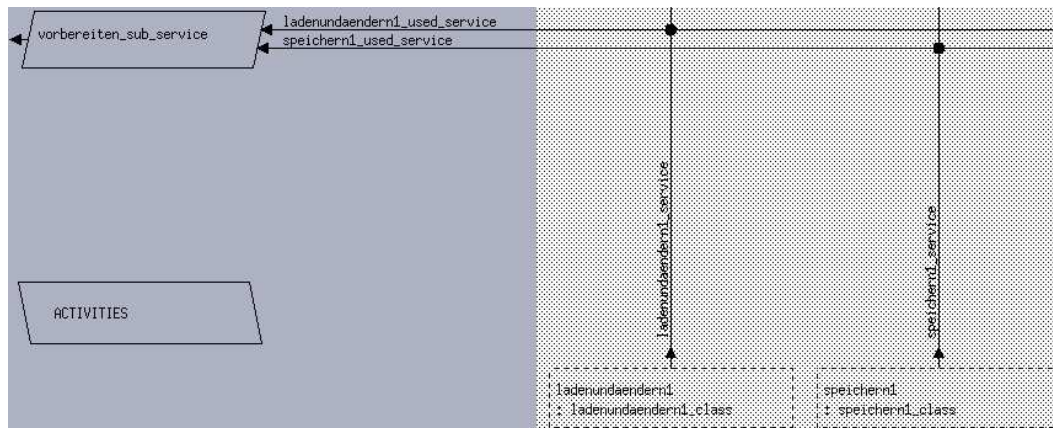 ladenundaendern1_used_service
vorbereiten_sub_service
speichern1_used_service
ladenundaendern1_service
speichern1_service
ACTIVITIES
ladenundaendern1
: ladenundaendern1_class
speichern1
: speichern1_class